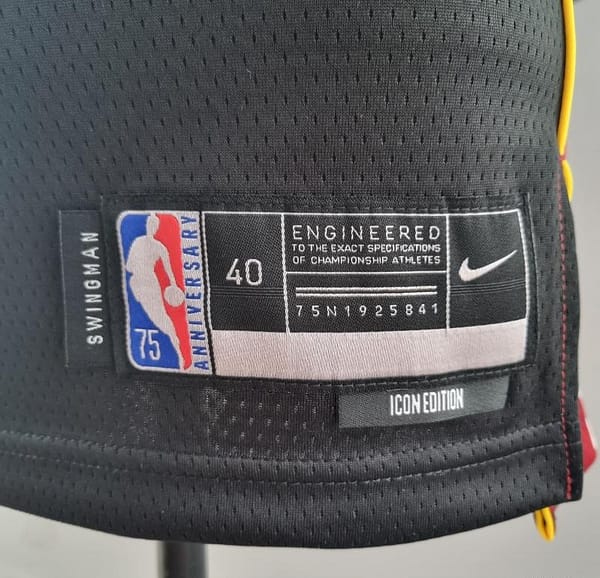 SWINGMAN
75
ANNIVERSARY
40
ENGINEERED
TO THE EXACT SPECIFICATIONS
OF CHAMPIONSHIP ATHLETES
75N1925841
ICON EDITION